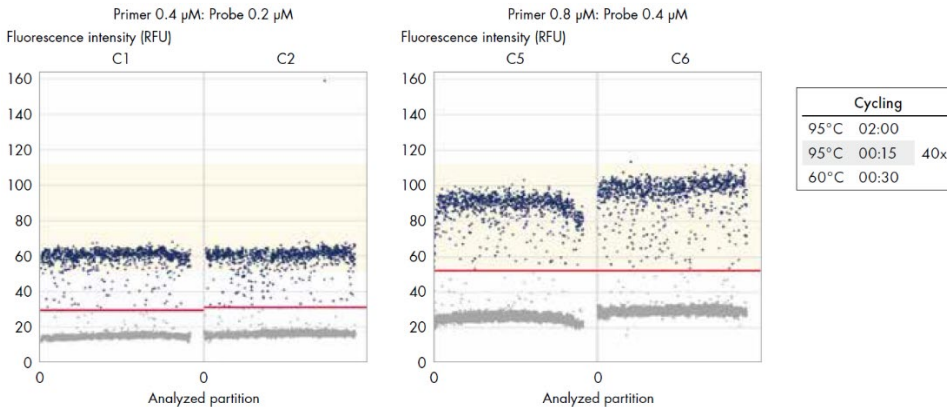 Primer 0.4 µM: Probe 0.2 µM
Fluorescence intensity (RFU)
C1 C2
160
140
120
100
80
60
40
20
0
0 0
Analyzed partition
Primer 0.8 µM: Probe 0.4 µM
Fluorescence intensity (RFU)
C5 C6
160
140
120
100
80
60
40
20
0
0 0
Analyzed partition
Cycling
95°C 02:00
95°C 00:15 40x
60°C 00:30